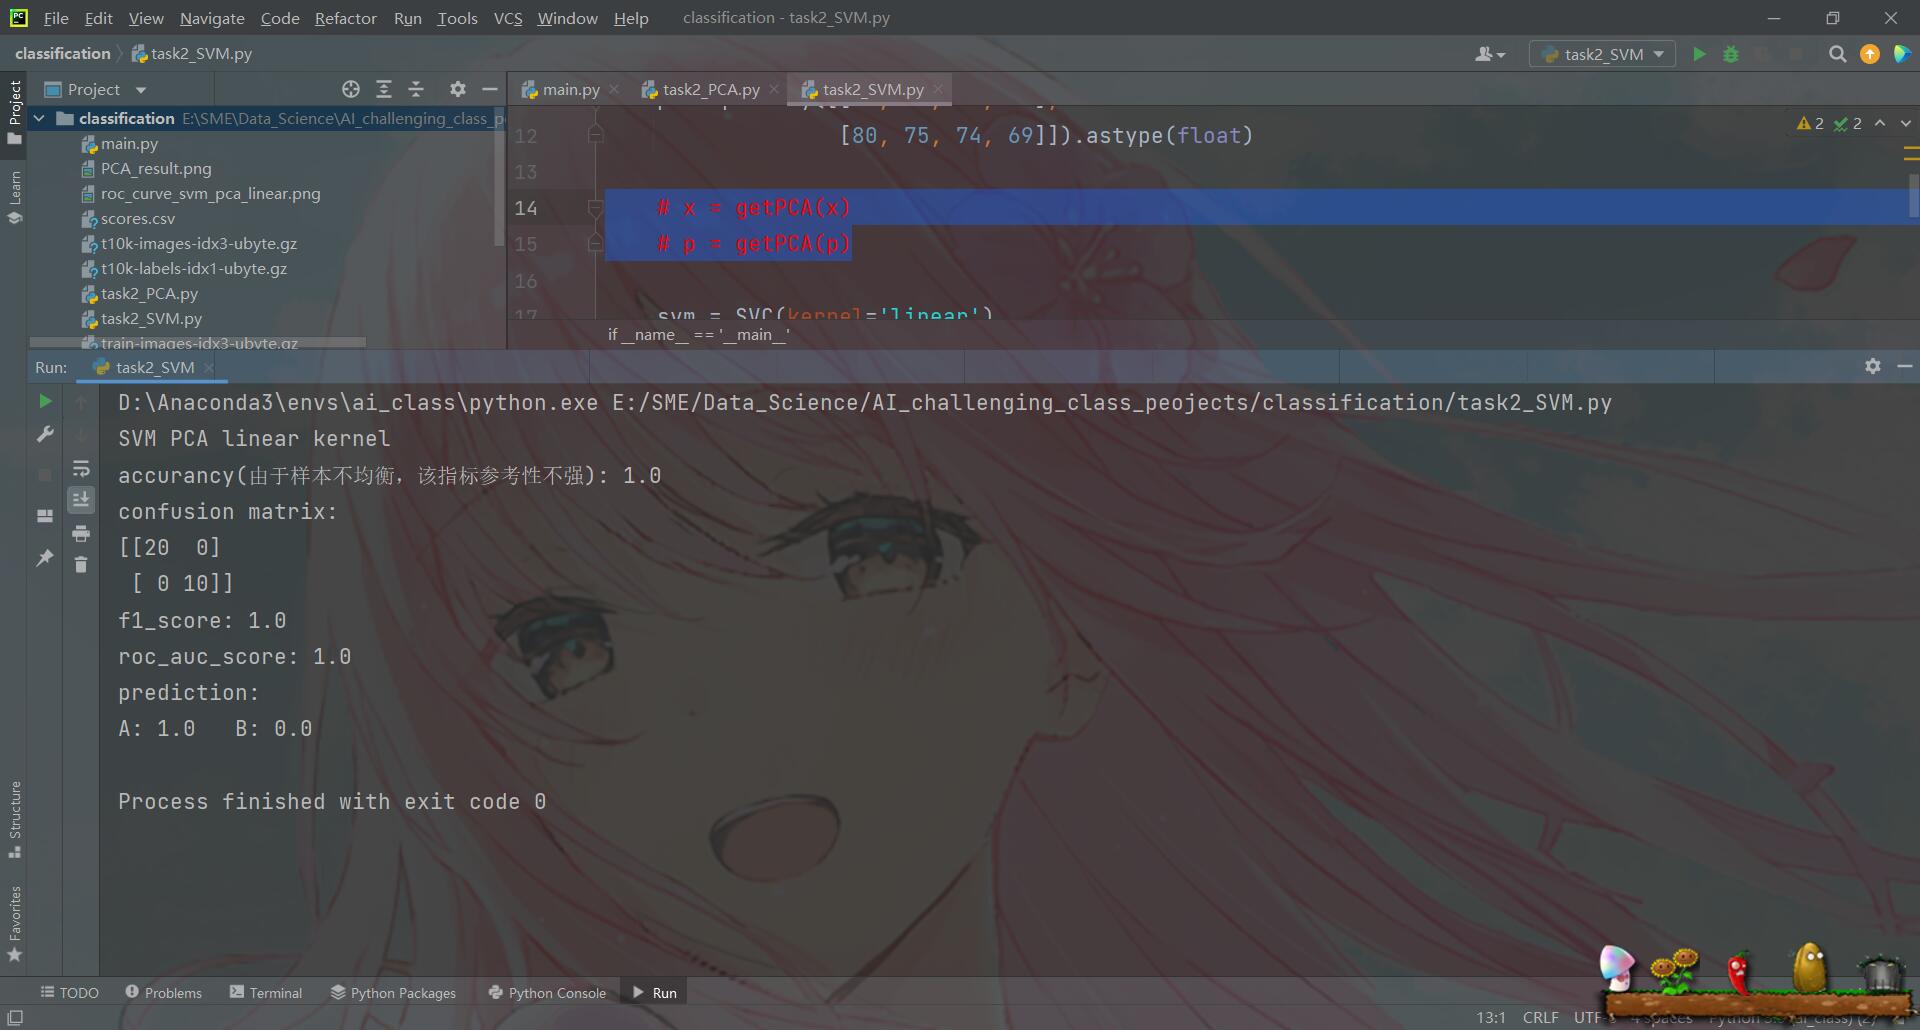 File Edit View Navigate Code Refactor Run Tools VCS Window Help classification - task2_SVM.py
classification task2_SVM.py task2_SVM
Project
main.py task2_PCA.py task2_SVM.py
classification E:\SME\Data_Science\AI_challenging_class_p
main.py
PCA_result.png
roc_curve_svm_pca_linear.png
scores.csv
t10k-images-idx3-ubyte.gz
t10k-labels-idx1-ubyte.gz
task2_PCA.py
task2_SVM.py
train-images-idx3-ubyte.gz
12 [80, 75, 74, 69]]).astype(float)
13
14 # x = getPCA(x)
15 # p = getPCA(p)
16
17 svm = SVC(kernel='linear')
if __name__ == '__main__'
2 2
Project
Learn
Structure
Favorites
Run: task2_SVM
D:\Anaconda3\envs\ai_class\python.exe E:/SME/Data_Science/AI_challenging_class_peojects/classification/task2_SVM.py
SVM PCA linear kernel
accurancy(由于样本不均衡，该指标参考性不强): 1.0
confusion matrix:
[[20  0]
 [ 0 10]]
f1_score: 1.0
roc_auc_score: 1.0
prediction:
A: 1.0   B: 0.0
Process finished with exit code 0
TODO Problems Terminal Python Packages Python Console Run
13:1 CRLF 4 spaces